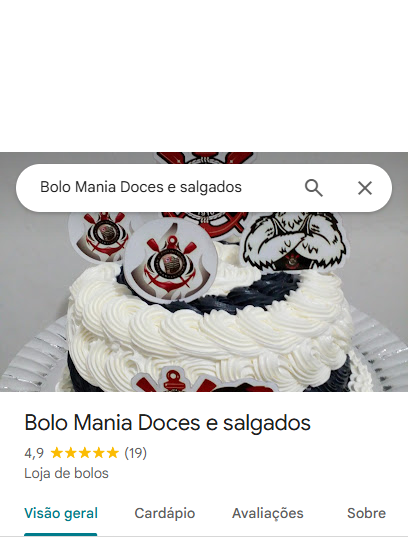 Bolo Mania Doces e salgados
Bolo Mania Doces e salgados
4,9 (19)
Loja de bolos
Visão geral Cardápio Avaliações Sobre